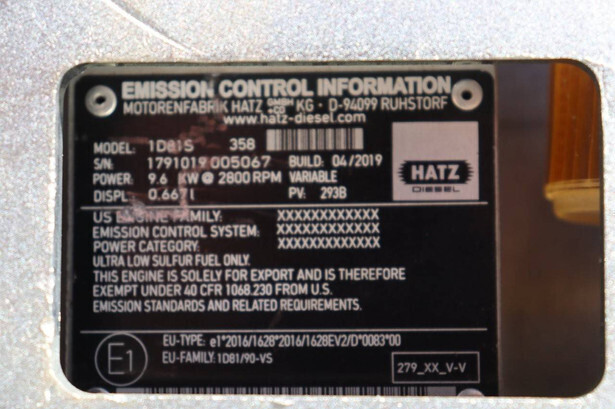 EMISSION CONTROL INFORMATION
MOTORENFABRIK HATZ GMBH +CO KG · D-94099 RUHSTORF
www.hatz-diesel.com
MODEL: 1D81S 358
S/N: 1791019 005067 BUILD: 04/2019
POWER: 9.6 KW @ 2800 RPM VARIABLE
DISPL: 0.667l PV: 293B
HATZ
DIESEL
US ENGINE FAMILY: XXXXXXXXXXXXX
EMISSION CONTROL SYSTEM: XXXXXXXXXXXXX
POWER CATEGORY: XXXXXXXXXXXXX
ULTRA LOW SULFUR FUEL ONLY.
THIS ENGINE IS SOLELY FOR EXPORT AND IS THEREFORE
EXEMPT UNDER 40 CFR 1068.230 FROM U.S.
EMISSION STANDARDS AND RELATED REQUIREMENTS.
E1
EU-TYPE: e1*2016/1628*2016/1628EV2/D*0083*00
EU-FAMILY: 1D81/90-VS
279_XX_V-V